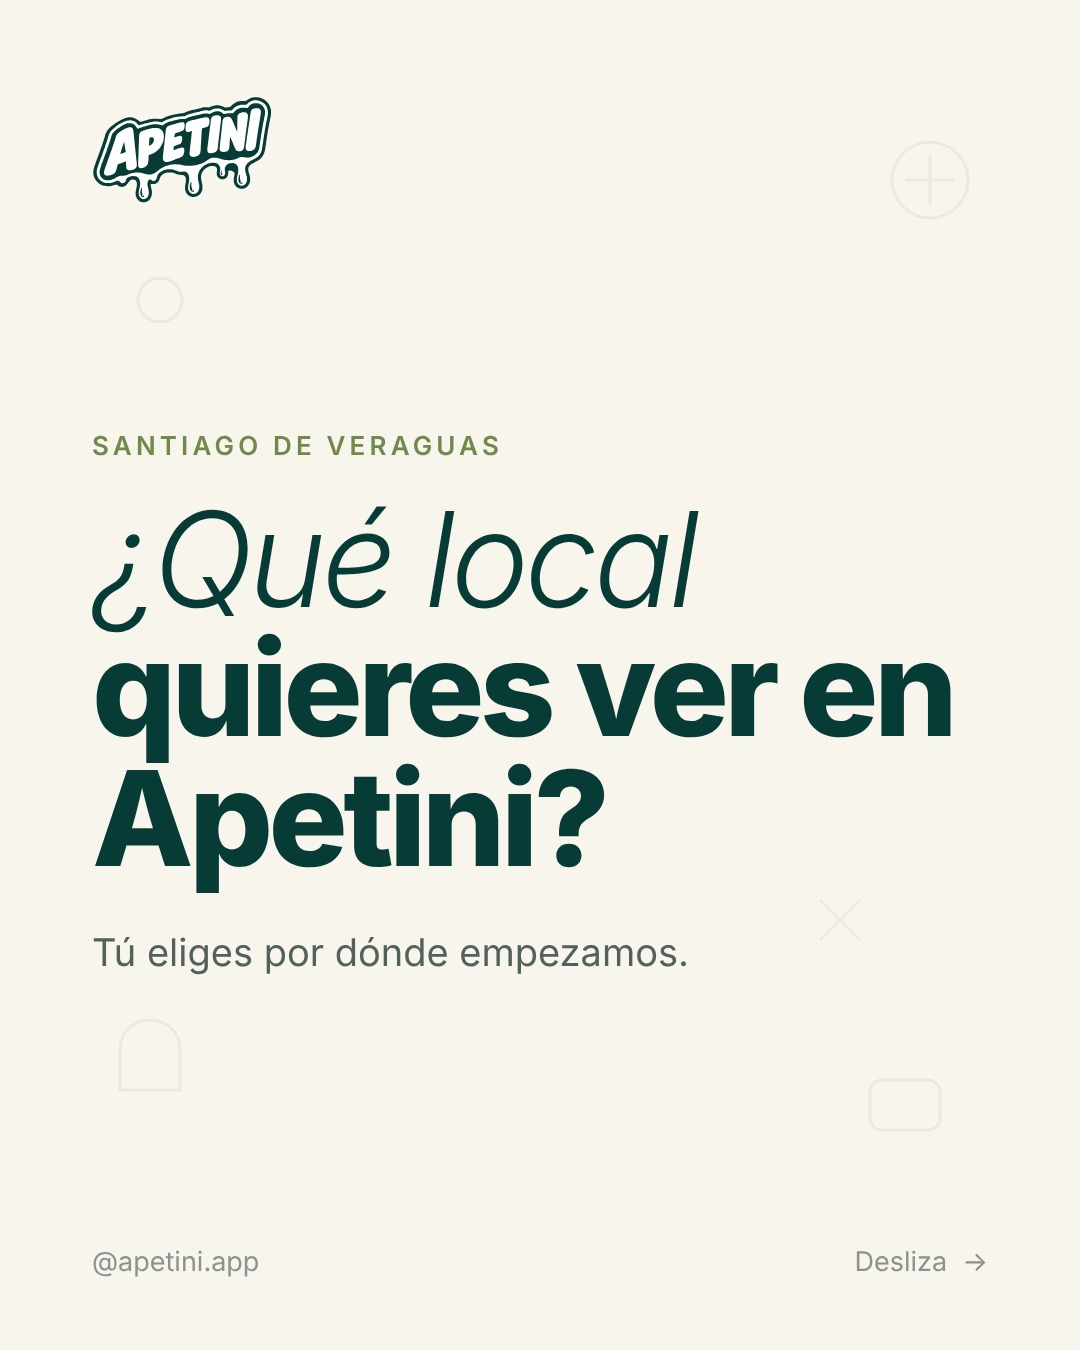 APETINI
SANTIAGO DE VERAGUAS
¿Qué local
quieres ver en
Apetini?
Tú eliges por dónde empezamos.
@apetini.app
Desliza →